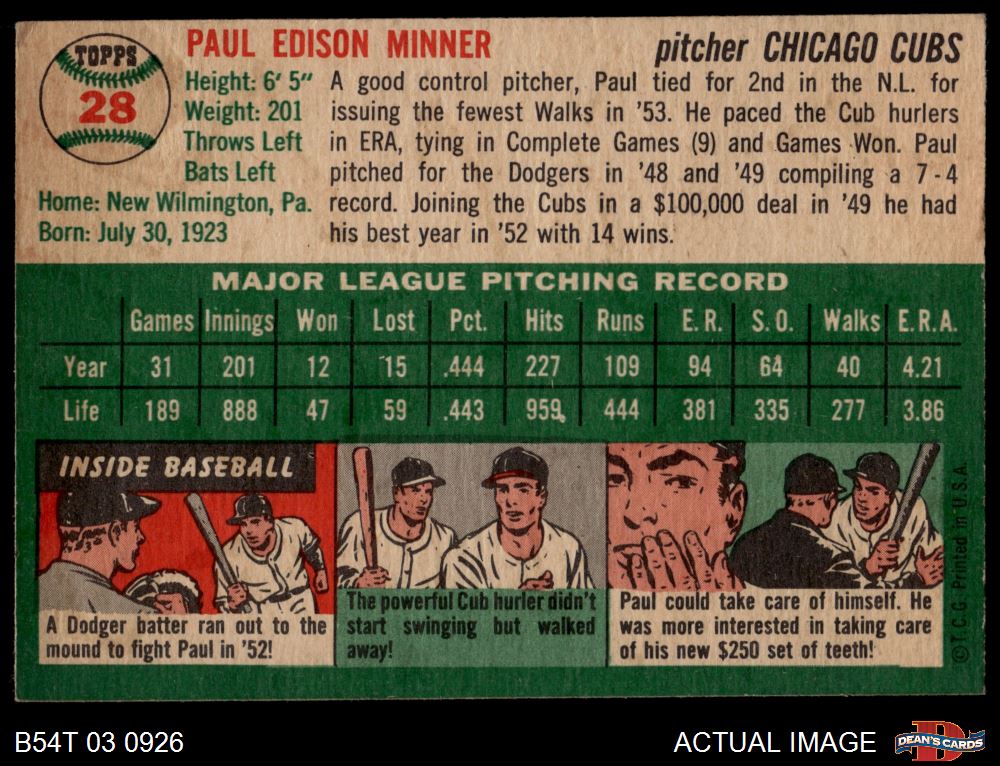 TOPPS
28
PAUL EDISON MINNER
pitcher CHICAGO CUBS
Height: 6' 5"
Weight: 201
Throws Left
Bats Left
Home: New Wilmington, Pa.
Born: July 30, 1923
A good control pitcher, Paul tied for 2nd in the N.L. for
issuing the fewest Walks in '53. He paced the Cub hurlers
in ERA, tying in Complete Games (9) and Games Won. Paul
pitched for the Dodgers in '48 and '49 compiling a 7-4
record. Joining the Cubs in a $100,000 deal in '49 he had
his best year in '52 with 14 wins.
MAJOR LEAGUE PITCHING RECORD
Games Innings Won Lost Pct. Hits Runs E.R. S.O. Walks E.R.A.
Year 31 201 12 15 .444 227 109 94 64 40 4.21
Life 189 888 47 59 .443 959 444 381 335 277 3.86
INSIDE BASEBALL
A Dodger batter ran out to the
mound to fight Paul in '52!
The powerful Cub hurler didn't
start swinging but walked
away!
Paul could take care of himself. He
was more interested in taking care
of his new $250 set of teeth!
© T.C.G. Printed in U.S.A.
B54T 03 0926
ACTUAL IMAGE
DEAN'S CARDS